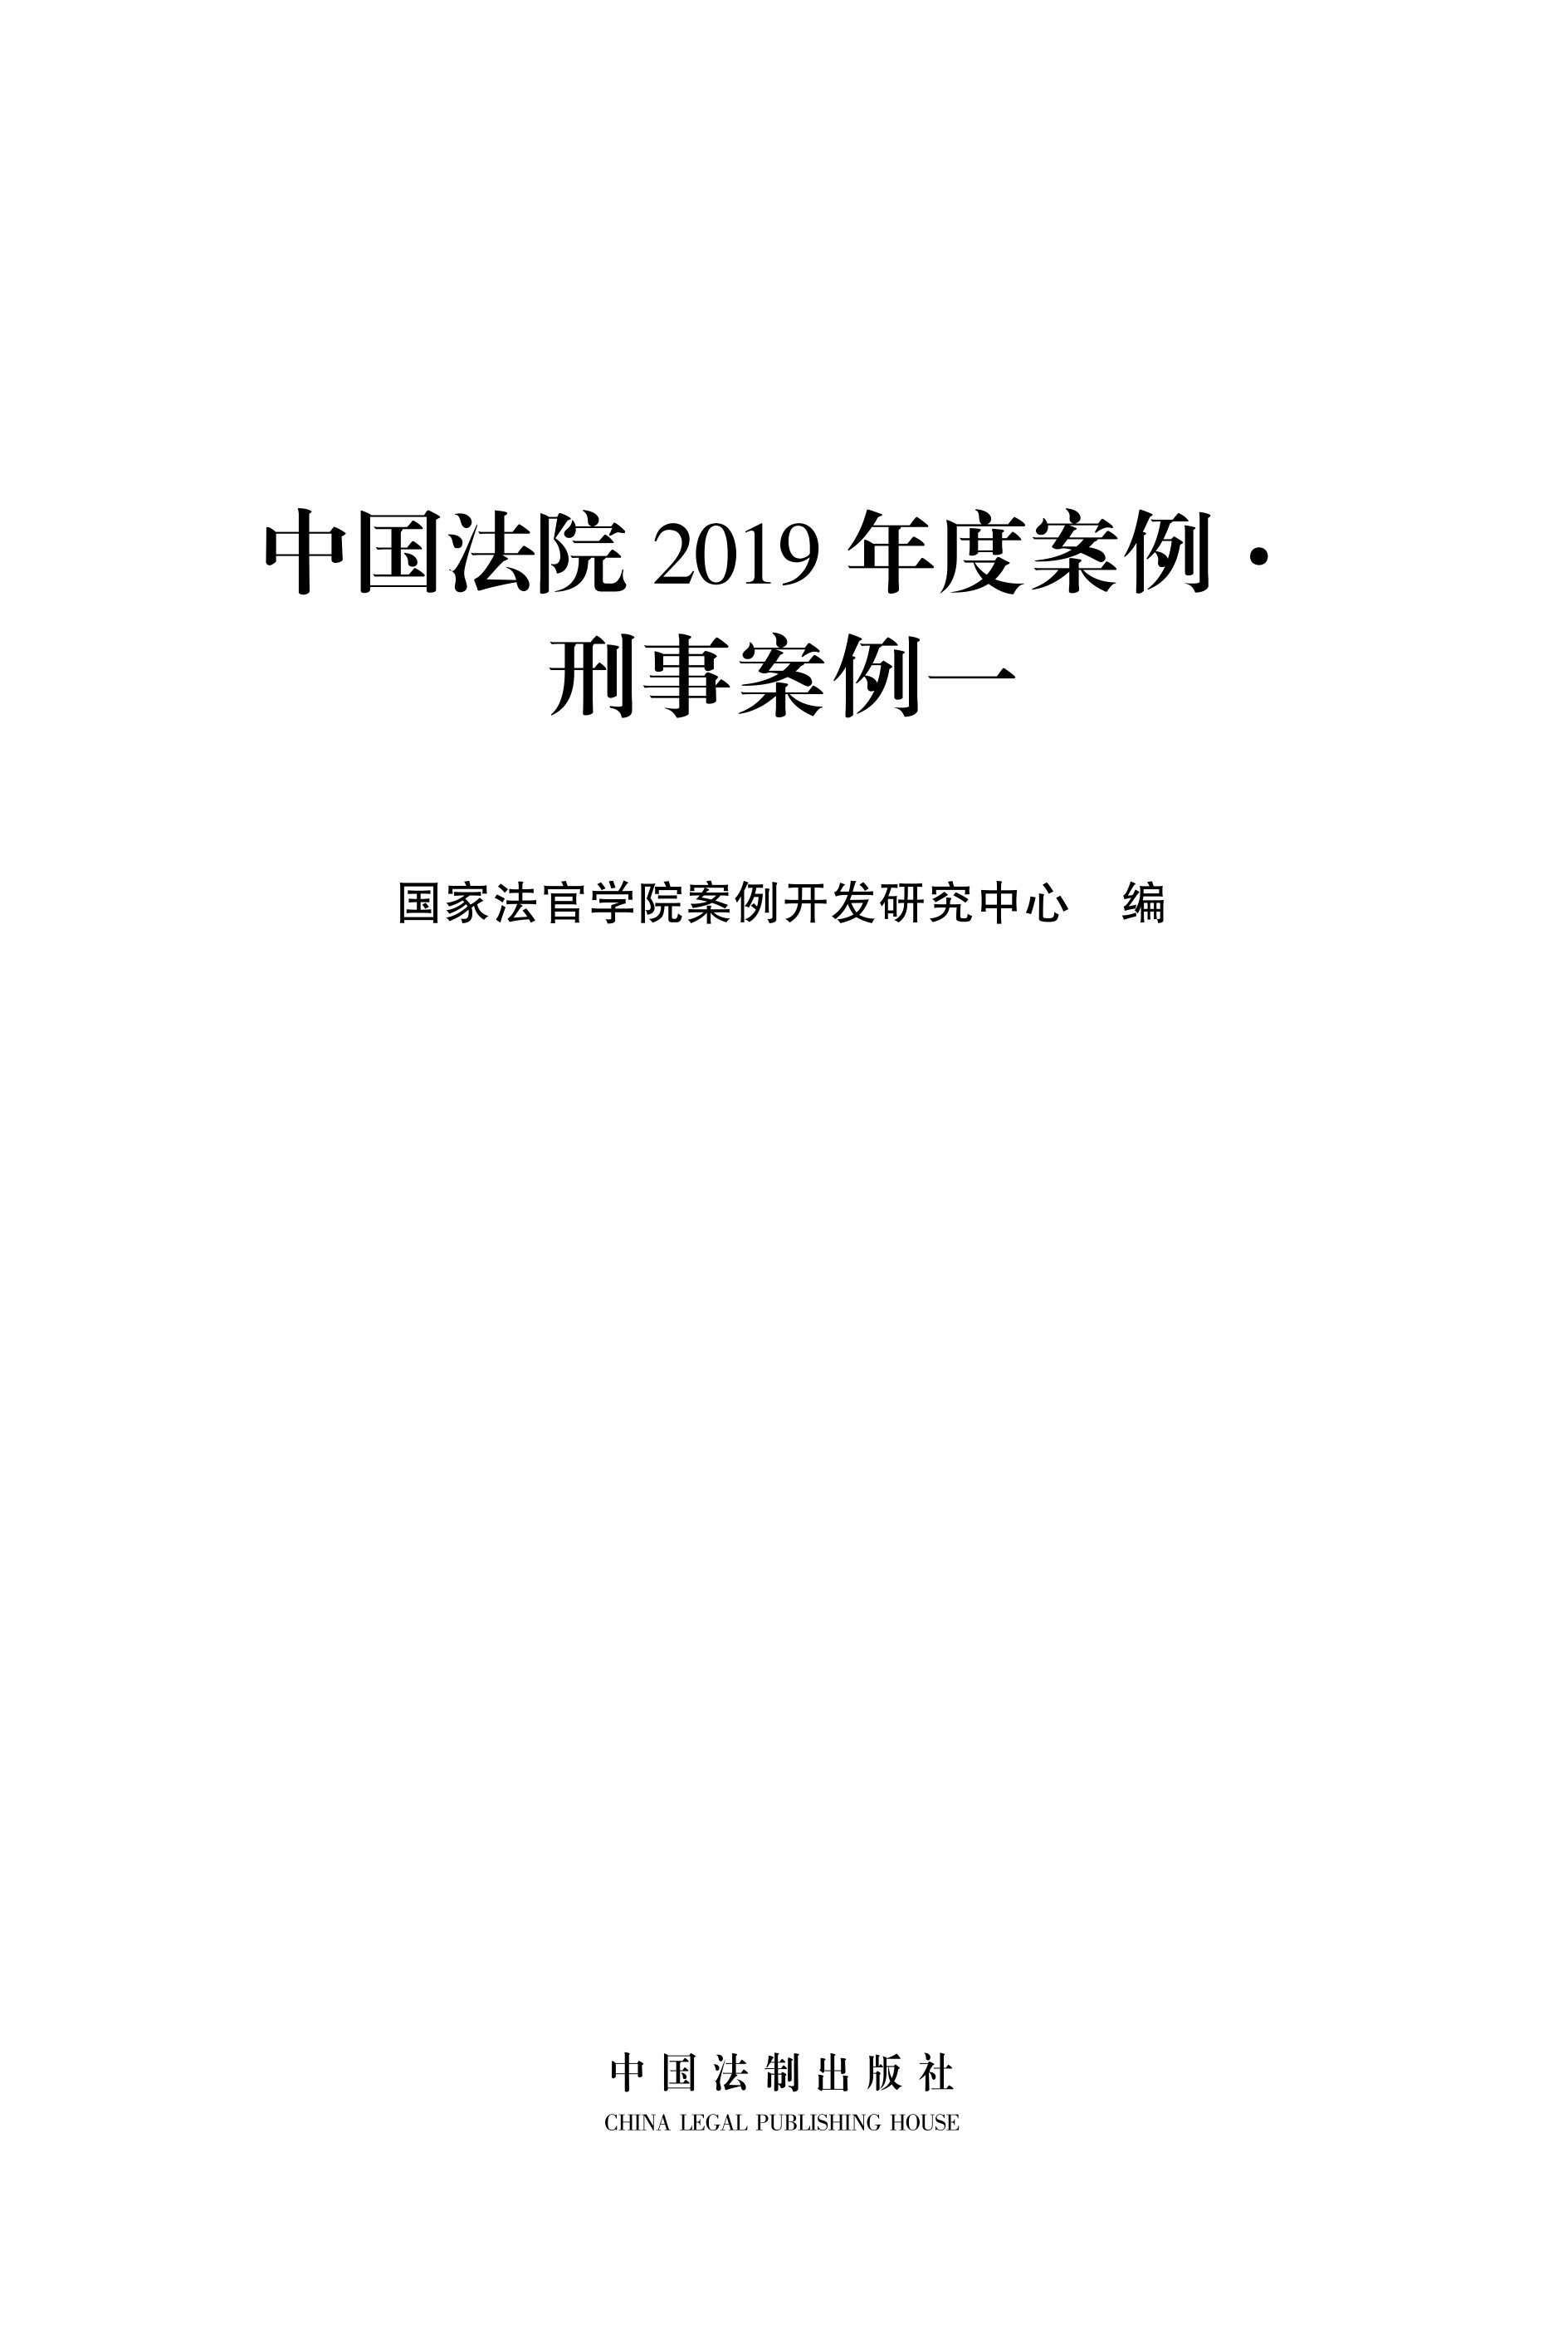 中国法院 2019 年度案例·
刑事案例一
国家法官学院案例开发研究中心 编
中国法制出版社
CHINA LEGAL PUBLISHING HOUSE